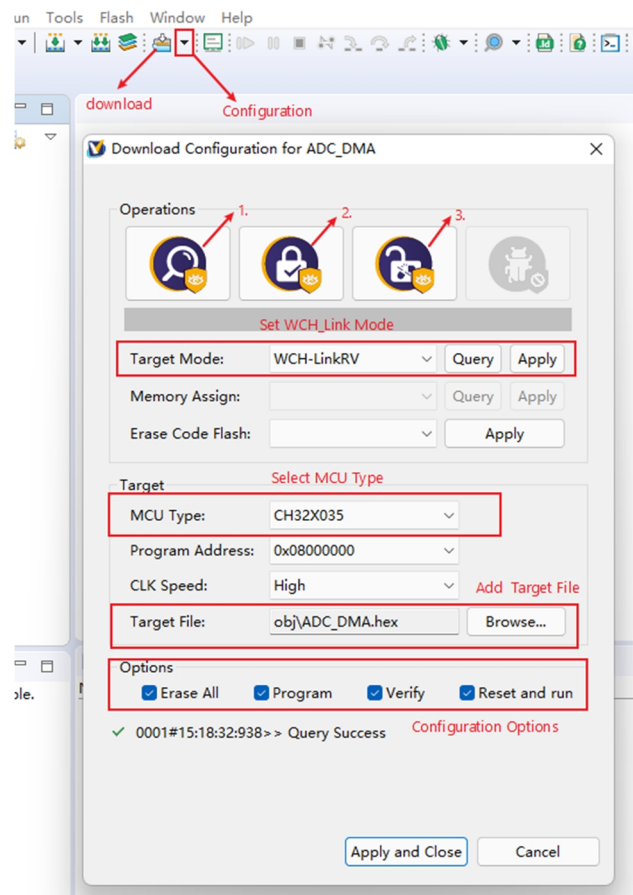 un Tools Flash Window Help
download
Configuration
Download Configuration for ADC_DMA
Operations
1.
2.
3.
Set WCH_Link Mode
Target Mode: WCH-LinkRV Query Apply
Memory Assign: Query Apply
Erase Code Flash: Apply
Target
Select MCU Type
MCU Type: CH32X035
Program Address: 0x08000000
CLK Speed: High
Add Target File
Target File: obj\ADC_DMA.hex Browse...
Options
Erase All Program Verify Reset and run
ple.
0001#15:18:32:938>> Query Success
Configuration Options
Apply and Close Cancel